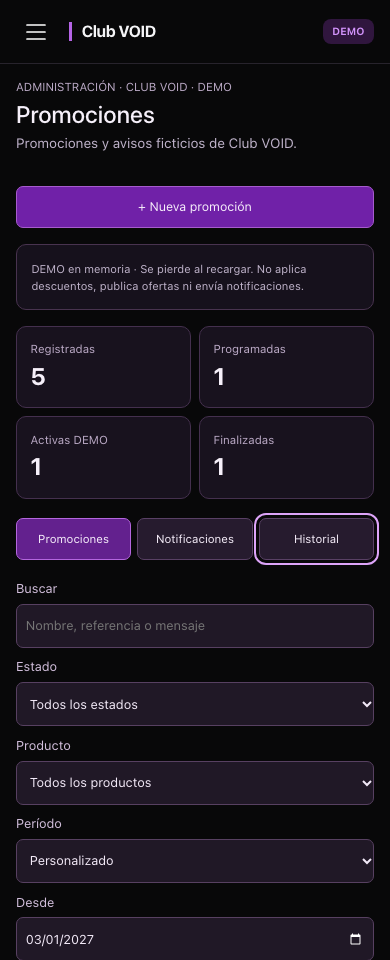 Club VOID
DEMO
ADMINISTRACIÓN · CLUB VOID · DEMO
Promociones
Promociones y avisos ficticios de Club VOID.
+ Nueva promoción
DEMO en memoria · Se pierde al recargar. No aplica
descuentos, publica ofertas ni envía notificaciones.
Registradas
5
Programadas
1
Activas DEMO
1
Finalizadas
1
Promociones
Notificaciones
Historial
Buscar
Nombre, referencia o mensaje
Estado
Todos los estados
Producto
Todos los productos
Período
Personalizado
Desde
03/01/2027